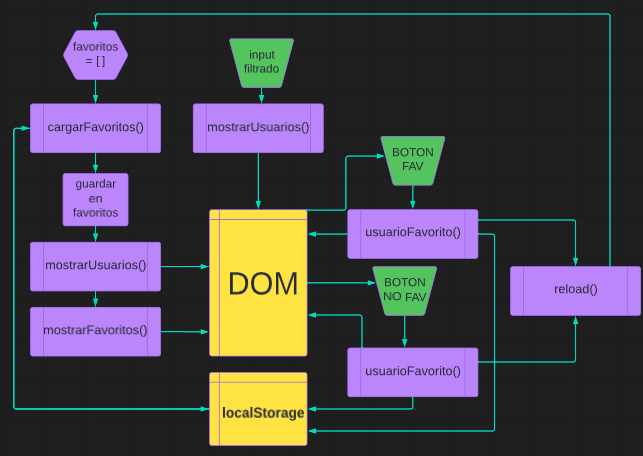 favoritos
= [ ]
input
filtrado
cargarFavoritos()
mostrarUsuarios()
BOTON
FAV
guardar
en
favoritos
usuarioFavorito()
mostrarUsuarios()
DOM
BOTON
NO FAV
reload()
mostrarFavoritos()
usuarioFavorito()
localStorage